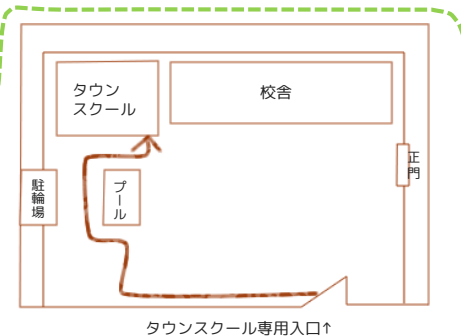 タウン
スクール
校舎
正門
駐輪場
プール
タウンスクール専用入口↑